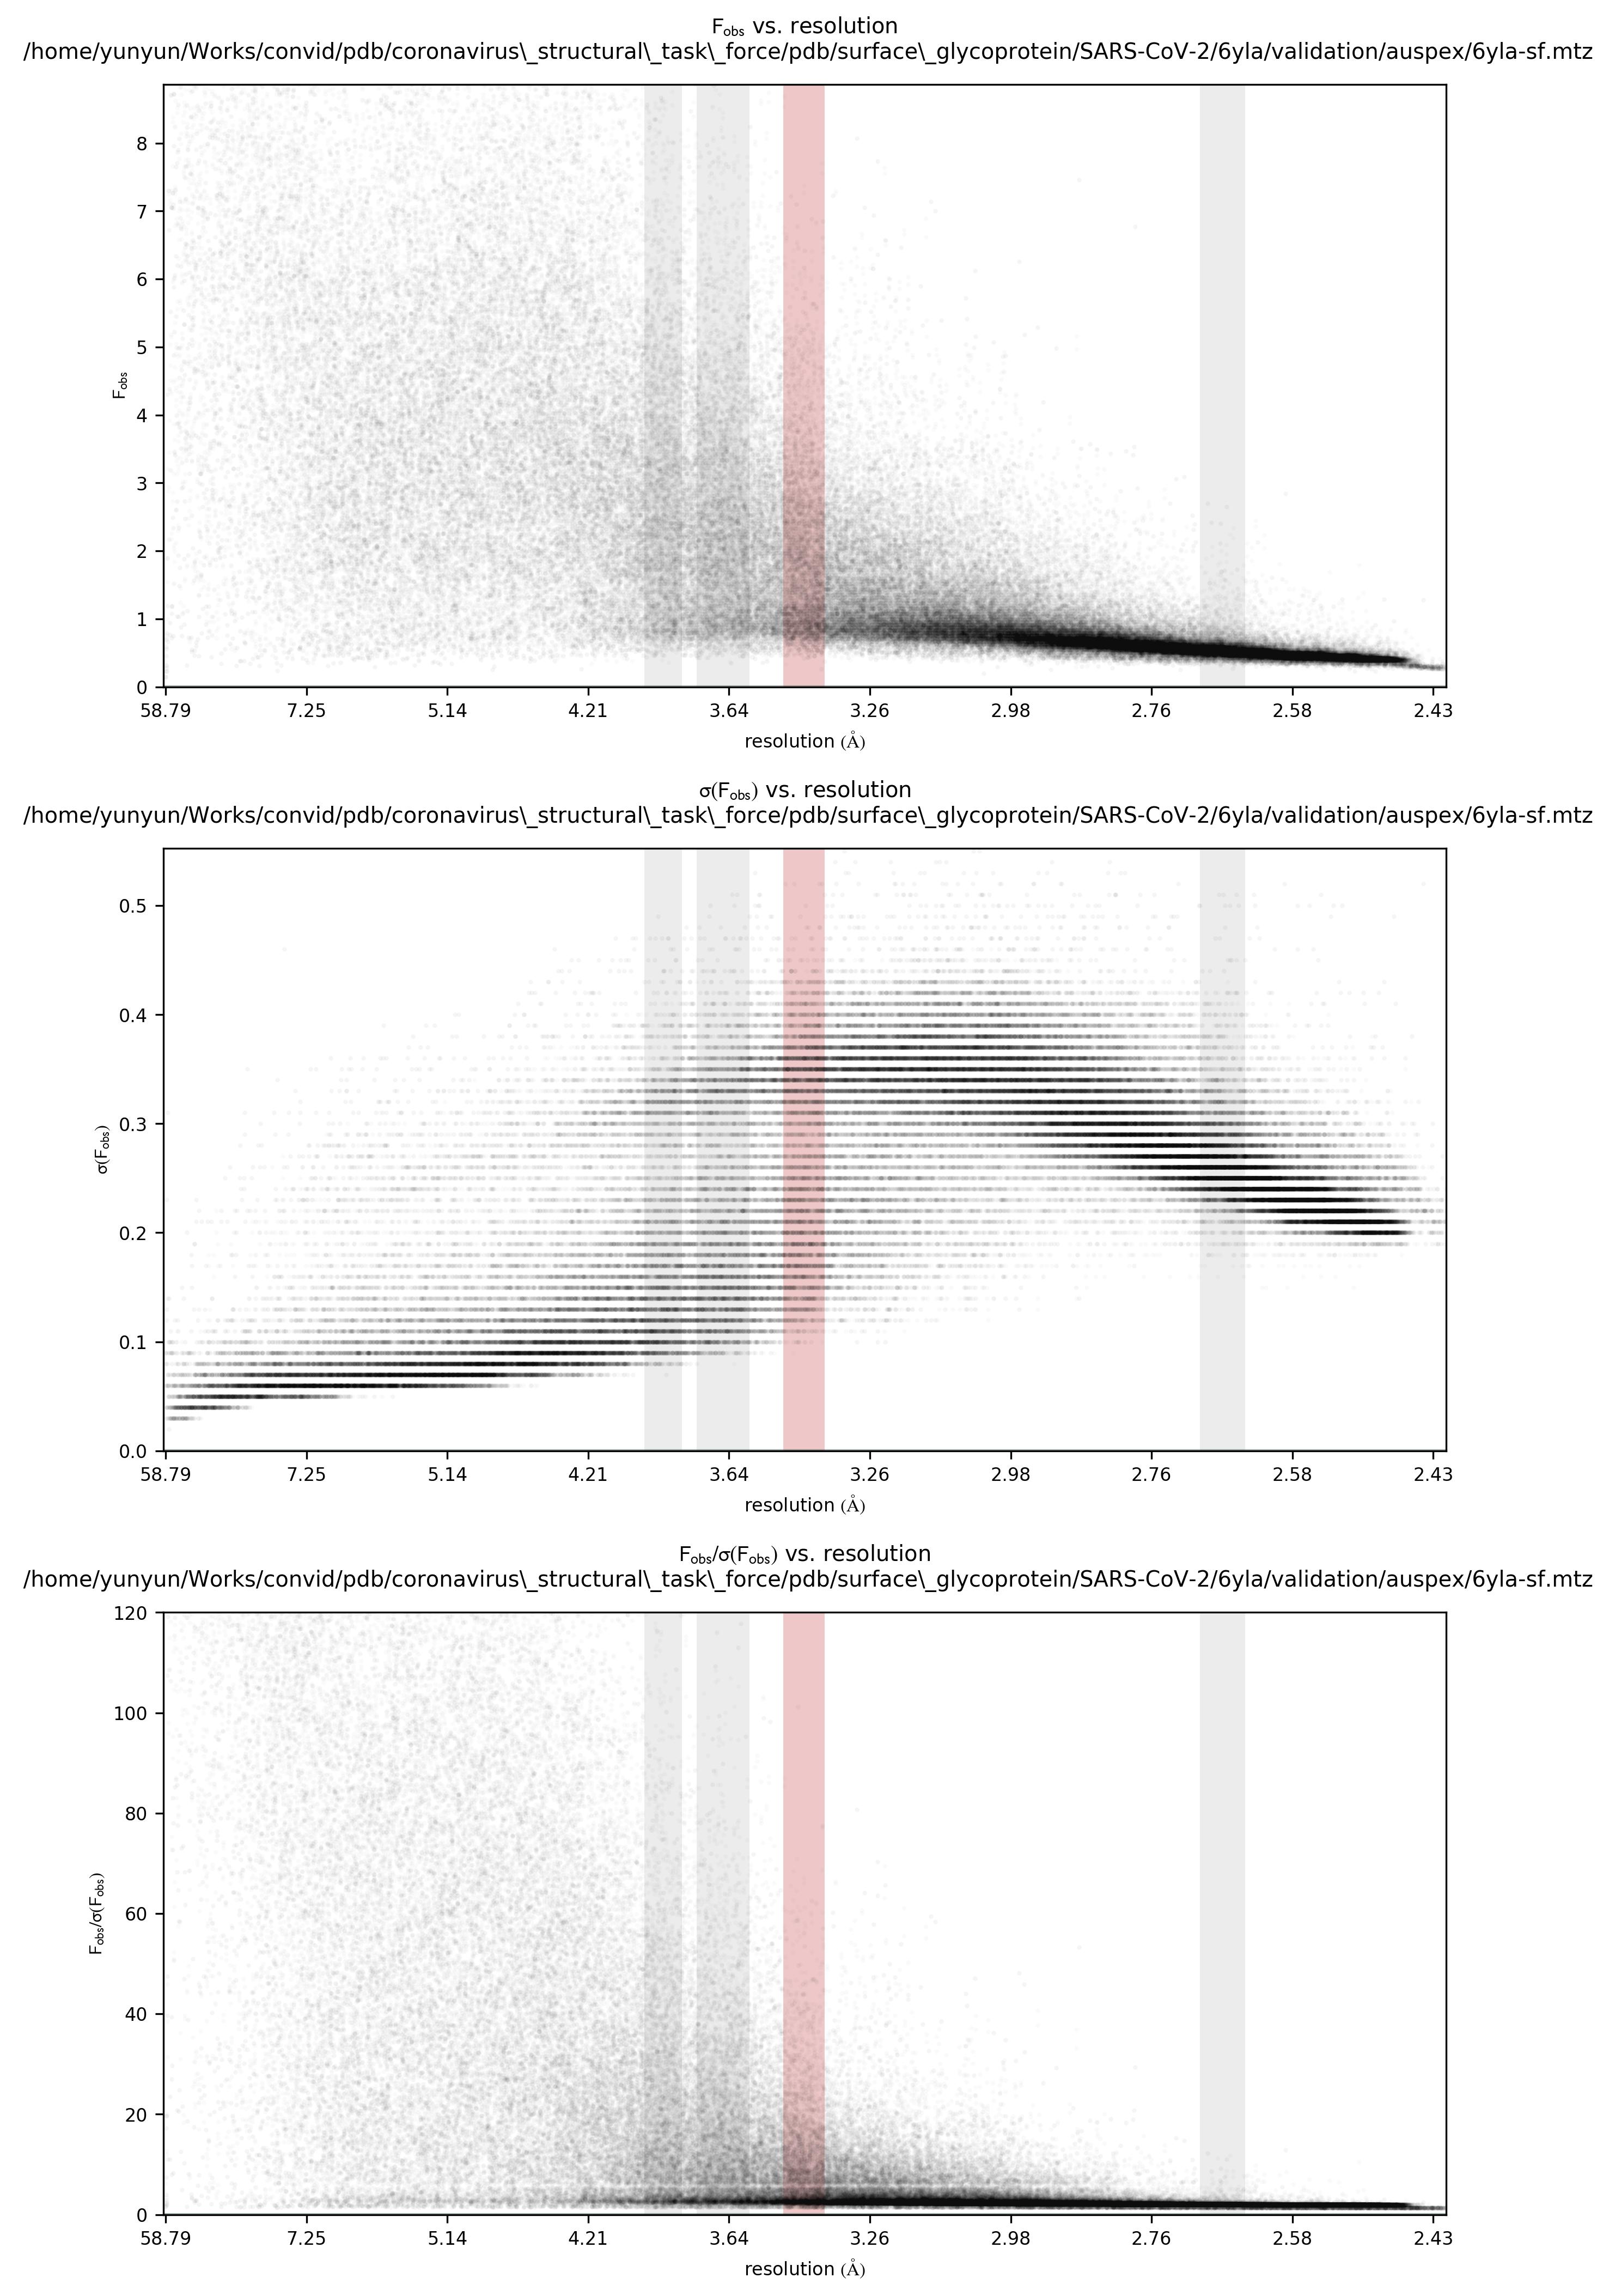 Fobs vs. resolution
/home/yunyun/Works/convid/pdb/coronavirus\_structural\_task\_force/pdb/surface\_glycoprotein/SARS-CoV-2/6yla/validation/auspex/6yla-sf.mtz
8
7
6
5
Fobs
4
3
2
1
0
58.79 7.25 5.14 4.21 3.64 3.26 2.98 2.76 2.58 2.43
resolution (Å)
σ(Fobs) vs. resolution
/home/yunyun/Works/convid/pdb/coronavirus\_structural\_task\_force/pdb/surface\_glycoprotein/SARS-CoV-2/6yla/validation/auspex/6yla-sf.mtz
0.5
0.4
0.3
σ(Fobs)
0.2
0.1
0.0
58.79 7.25 5.14 4.21 3.64 3.26 2.98 2.76 2.58 2.43
resolution (Å)
Fobs/σ(Fobs) vs. resolution
/home/yunyun/Works/convid/pdb/coronavirus\_structural\_task\_force/pdb/surface\_glycoprotein/SARS-CoV-2/6yla/validation/auspex/6yla-sf.mtz
120
100
80
60
Fobs/σ(Fobs)
40
20
0
58.79 7.25 5.14 4.21 3.64 3.26 2.98 2.76 2.58 2.43
resolution (Å)